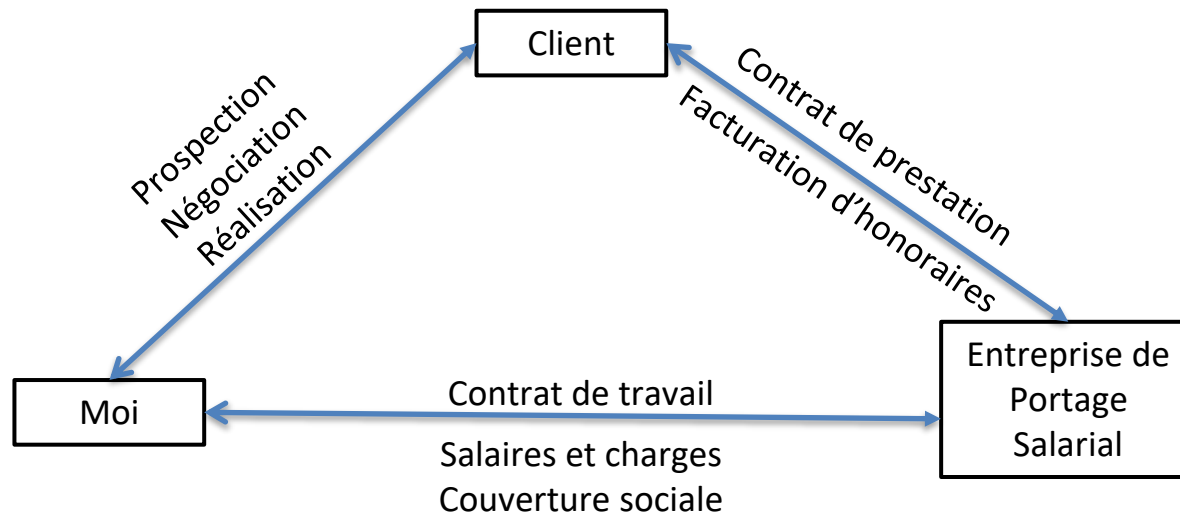 Client
Prospection
Négociation
Réalisation
Contrat de prestation
Facturation d’honoraires
Moi
Contrat de travail
Salaires et charges
Couverture sociale
Entreprise de
Portage
Salarial